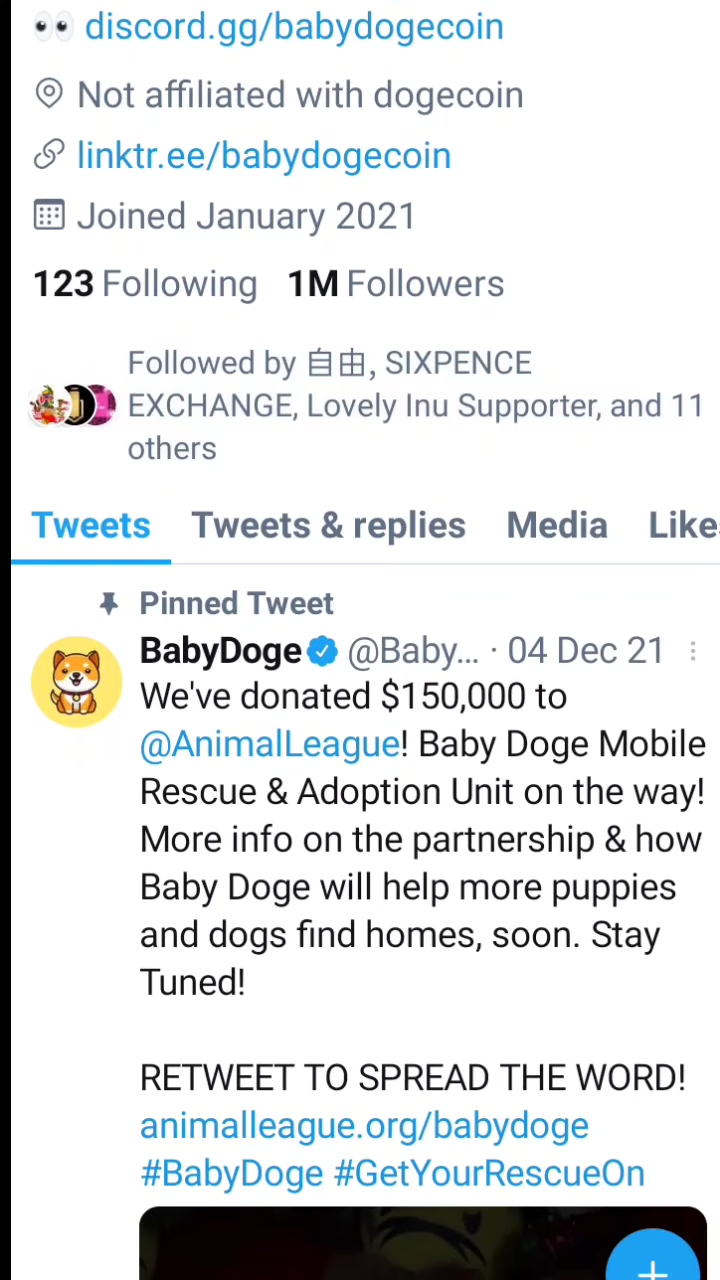 👀 discord.gg/babydogecoin
Not affiliated with dogecoin
linktr.ee/babydogecoin
Joined January 2021
123 Following 1M Followers
Followed by 自由, SIXPENCE
EXCHANGE, Lovely Inu Supporter, and 11
others
Tweets Tweets & replies Media Like
Pinned Tweet
BabyDoge @Baby... · 04 Dec 21
We've donated $150,000 to
@AnimalLeague! Baby Doge Mobile
Rescue & Adoption Unit on the way!
More info on the partnership & how
Baby Doge will help more puppies
and dogs find homes, soon. Stay
Tuned!
RETWEET TO SPREAD THE WORD!
animalleague.org/babydoge
#BabyDoge #GetYourRescueOn